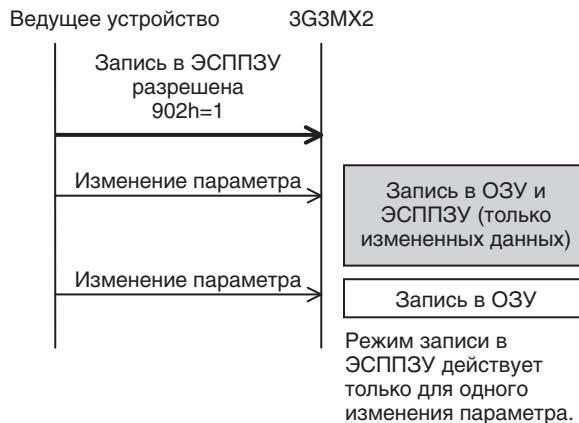 Ведущее устройство 3G3MX2
Запись в ЭСППЗУ
разрешена
902h=1
Изменение параметра
Запись в ОЗУ и
ЭСППЗУ (только
измененных данных)
Изменение параметра
Запись в ОЗУ
Режим записи в
ЭСППЗУ действует
только для одного
изменения параметра.